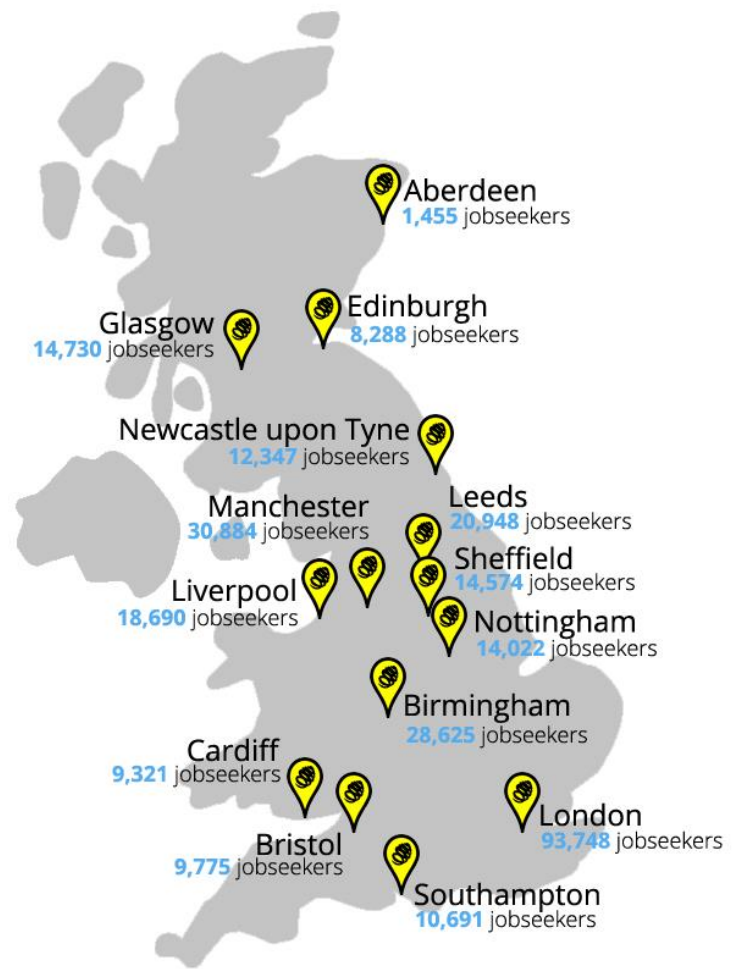 Aberdeen
1,455 jobseekers
Edinburgh
8,288 jobseekers
Glasgow
14,730 jobseekers
Newcastle upon Tyne
12,347 jobseekers
Leeds
20,948 jobseekers
Manchester
30,884 jobseekers
Sheffield
14,574 jobseekers
Liverpool
18,690 jobseekers
Nottingham
14,022 jobseekers
Birmingham
28,625 jobseekers
Cardiff
9,321 jobseekers
London
93,748 jobseekers
Bristol
9,775 jobseekers
Southampton
10,691 jobseekers